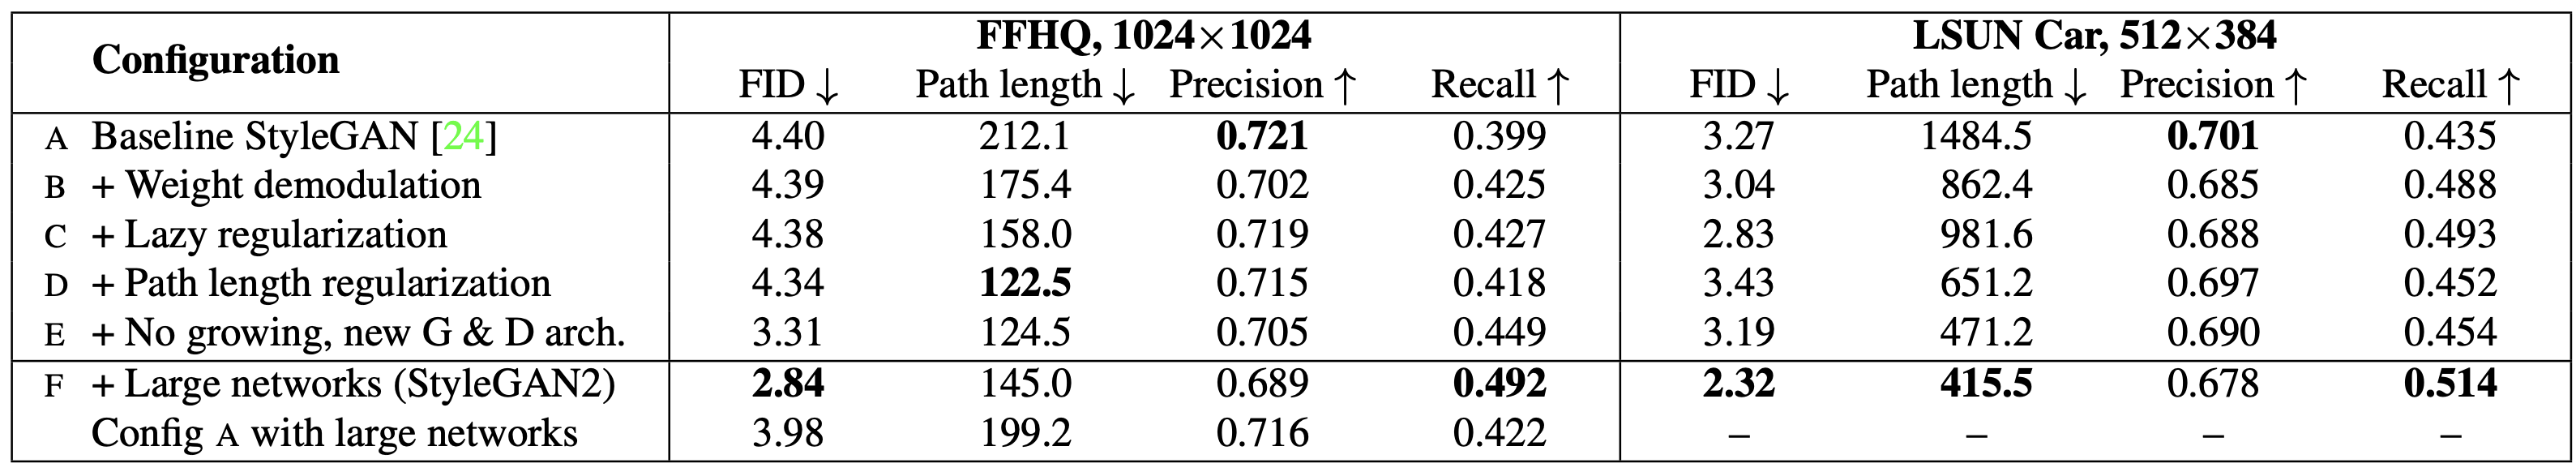 Configuration FFHQ, 1024×1024 LSUN Car, 512×384
FID ↓ Path length ↓ Precision ↑ Recall ↑ FID ↓ Path length ↓ Precision ↑ Recall ↑
A Baseline StyleGAN [24] 4.40 212.1 0.721 0.399 3.27 1484.5 0.701 0.435
B + Weight demodulation 4.39 175.4 0.702 0.425 3.04 862.4 0.685 0.488
C + Lazy regularization 4.38 158.0 0.719 0.427 2.83 981.6 0.688 0.493
D + Path length regularization 4.34 122.5 0.715 0.418 3.43 651.2 0.697 0.452
E + No growing, new G & D arch. 3.31 124.5 0.705 0.449 3.19 471.2 0.690 0.454
F + Large networks (StyleGAN2) 2.84 145.0 0.689 0.492 2.32 415.5 0.678 0.514
Config A with large networks 3.98 199.2 0.716 0.422 – – – –